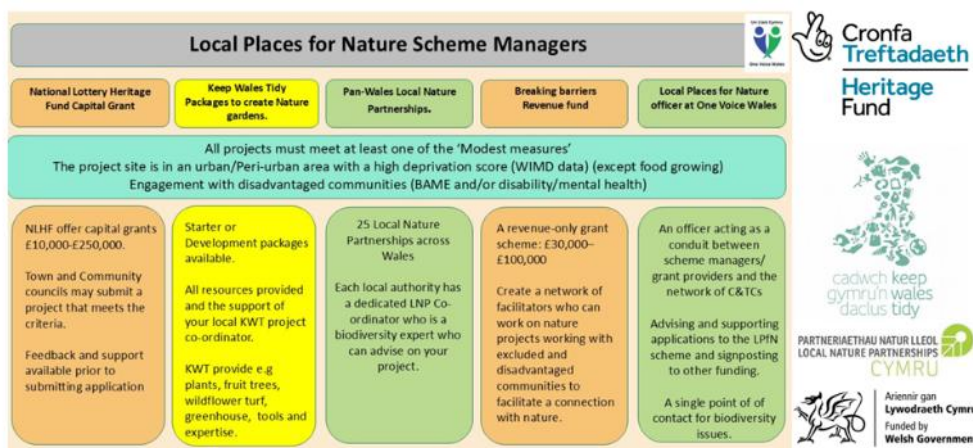 Local Places for Nature Scheme Managers
Un Llais Cymru
One Voice Wales
National Lottery Heritage
Fund Capital Grant
Keep Wales Tidy
Packages to create Nature
gardens.
Pan-Wales Local Nature
Partnerships.
Breaking barriers
Revenue fund
Local Places for Nature
officer at One Voice Wales
All projects must meet at least one of the 'Modest measures'
The project site is in an urban/Peri-urban area with a high deprivation score (WIMD data) (except food growing)
Engagement with disadvantaged communities (BAME and/or disability/mental health)
NLHF offer capital grants
£10,000-£250,000.
Town and Community
councils may submit a
project that meets the
criteria.
Feedback and support
available prior to
submitting application
Starter or
Development packages
available.
All resources provided
and the support of
your local KWT project
co-ordinator.
KWT provide e.g
plants, fruit trees,
wildflower turf,
greenhouse, tools and
expertise.
25 Local Nature
Partnerships across
Wales
Each local authority has
a dedicated LNP Co-
ordinator who is a
biodiversity expert who
can advise on your
project.
A revenue-only grant
scheme: £30,000–
£100,000
Create a network of
facilitators who can
work on nature
projects working with
excluded and
disadvantaged
communities to
facilitate a connection
with nature.
An officer acting as a
conduit between
scheme managers/
grant providers and the
network of C&TCs
Advising and supporting
applications to the LPfN
scheme and signposting
to other funding.
A single point of of
contact for biodiversity
issues.
Cronfa
Treftadaeth
Heritage
Fund
cadwch keep
gymru'n wales
daclus tidy
PARTNERIAETHAU NATUR LLEOL
LOCAL NATURE PARTNERSHIPS
CYMRU
Ariennir gan
Lywodraeth Cymr
Funded by
Welsh Governmen